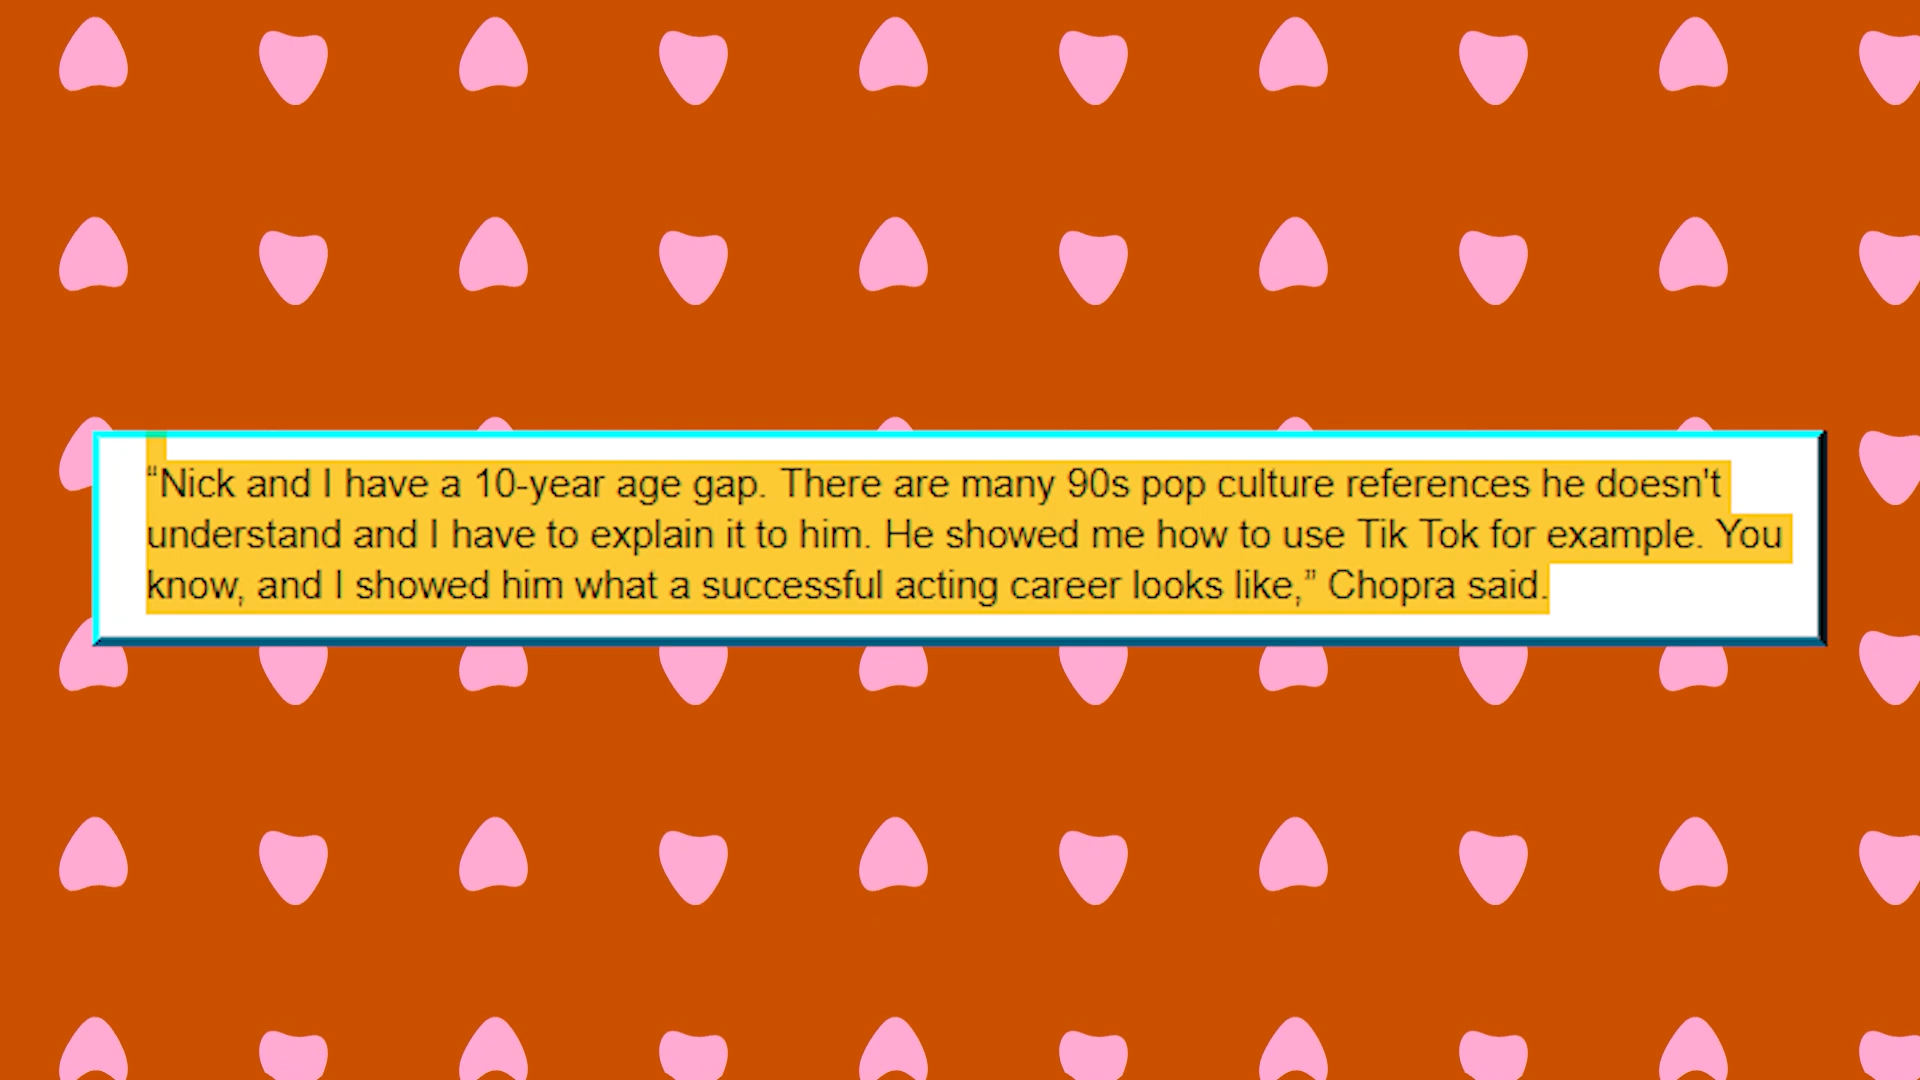 “Nick and I have a 10-year age gap. There are many 90s pop culture references he doesn't
understand and I have to explain it to him. He showed me how to use Tik Tok for example. You
know, and I showed him what a successful acting career looks like,” Chopra said.